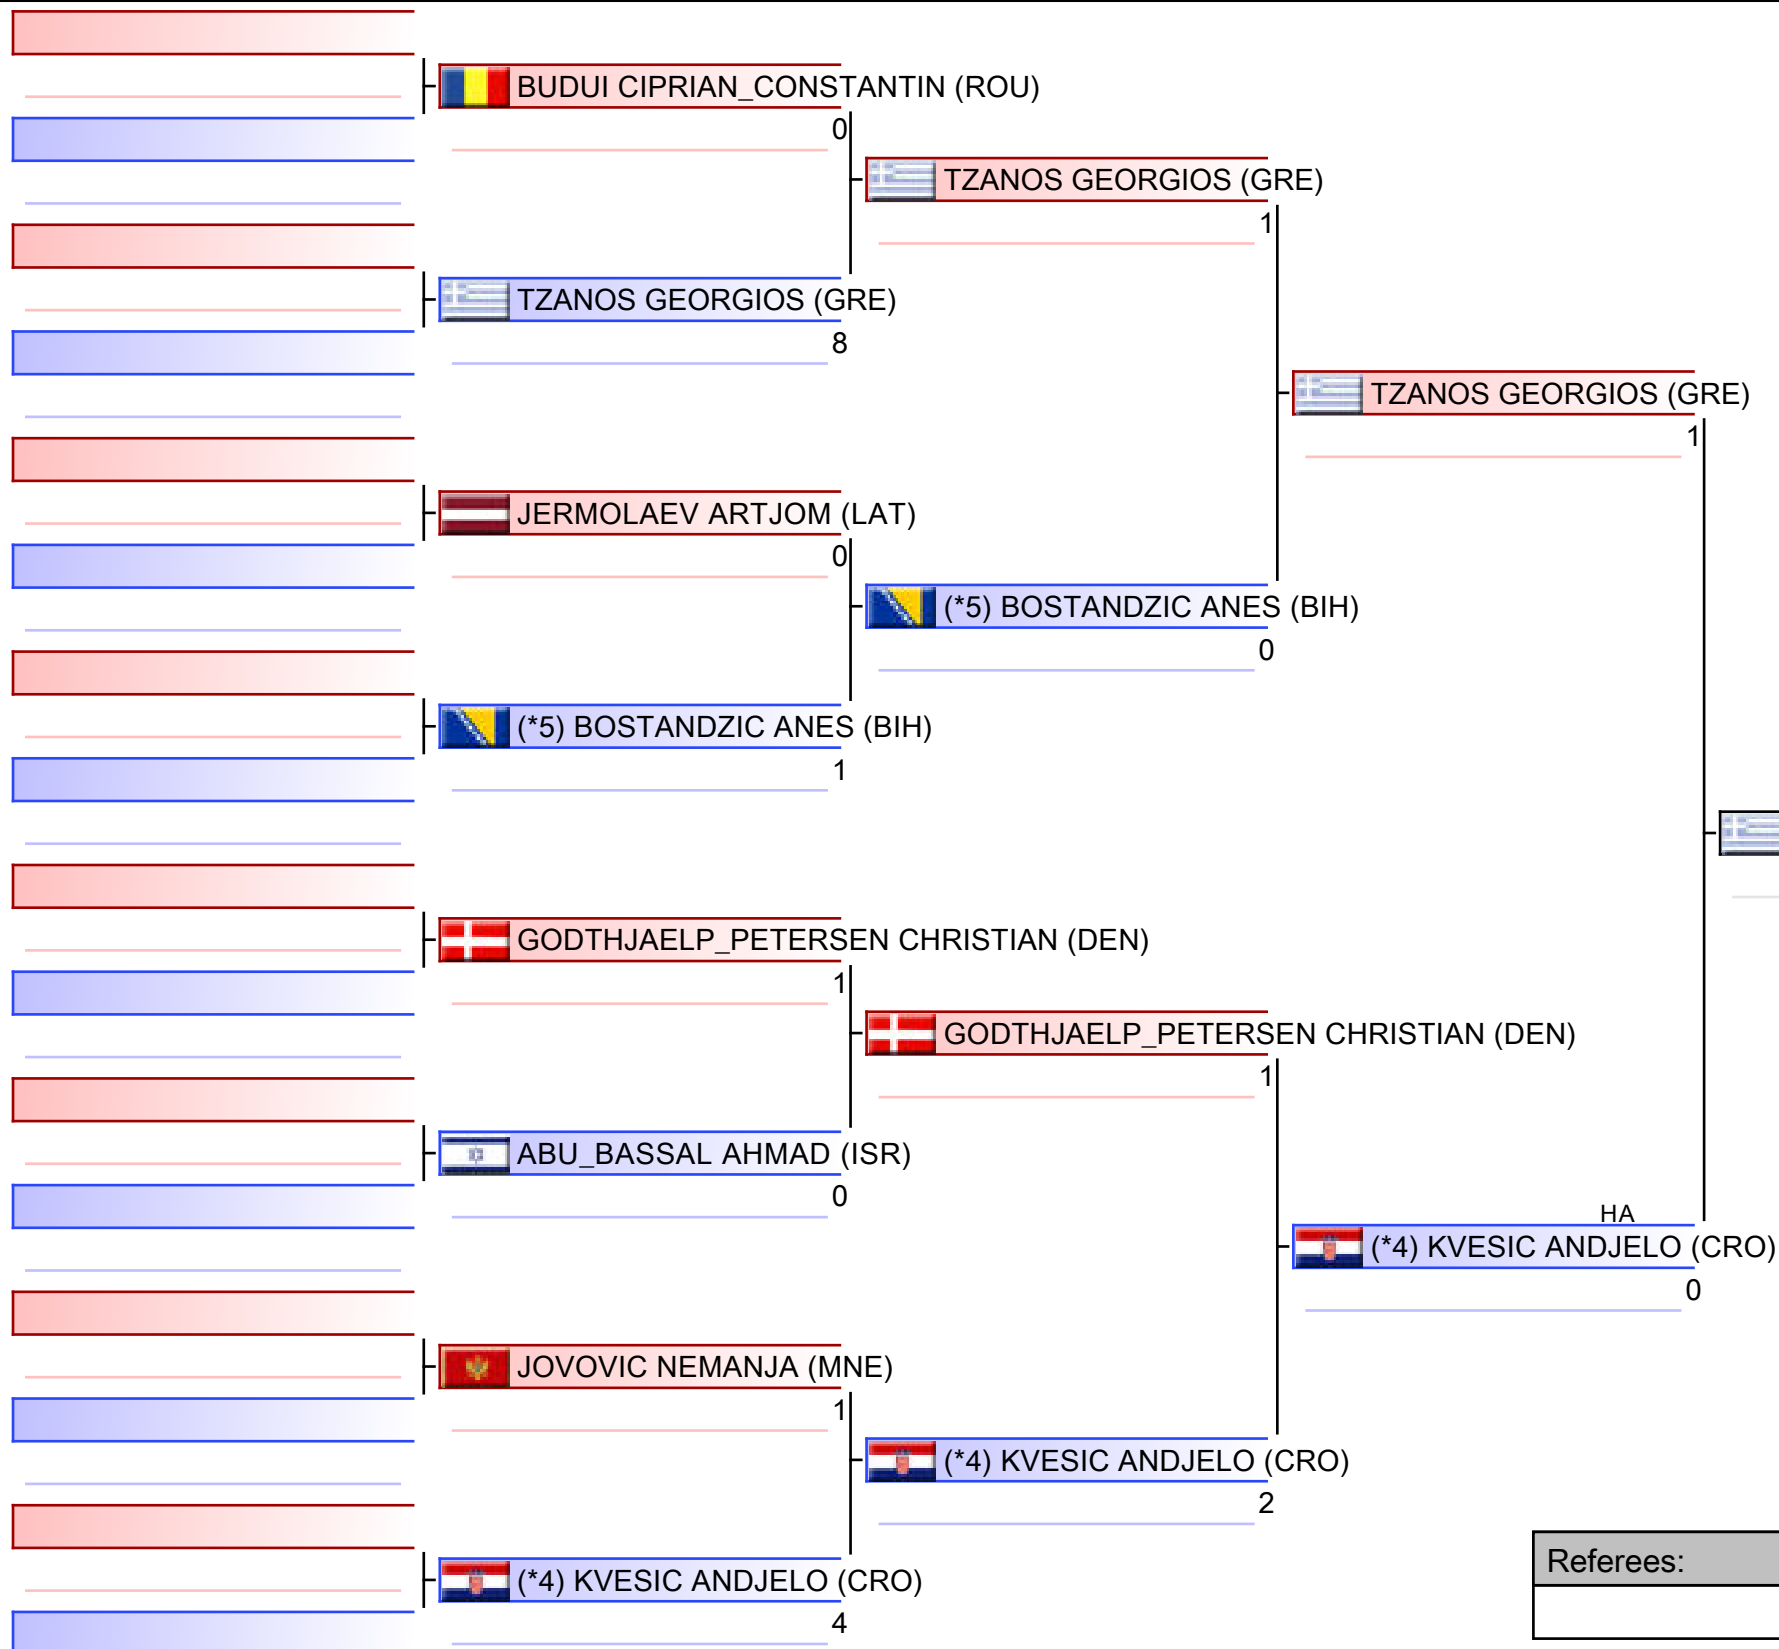 BUDUI CIPRIAN_CONSTANTIN (ROU)
0
TZANOS GEORGIOS (GRE)
1
TZANOS GEORGIOS (GRE)
8
TZANOS GEORGIOS (GRE)
1
JERMOLAEV ARTJOM (LAT)
0
(*5) BOSTANDZIC ANES (BIH)
0
(*5) BOSTANDZIC ANES (BIH)
1
GODTHJAELP_PETERSEN CHRISTIAN (DEN)
1
GODTHJAELP_PETERSEN CHRISTIAN (DEN)
1
ABU_BASSAL AHMAD (ISR)
0
HA
(*4) KVESIC ANDJELO (CRO)
0
JOVOVIC NEMANJA (MNE)
1
(*4) KVESIC ANDJELO (CRO)
2
(*4) KVESIC ANDJELO (CRO)
4
Referees: